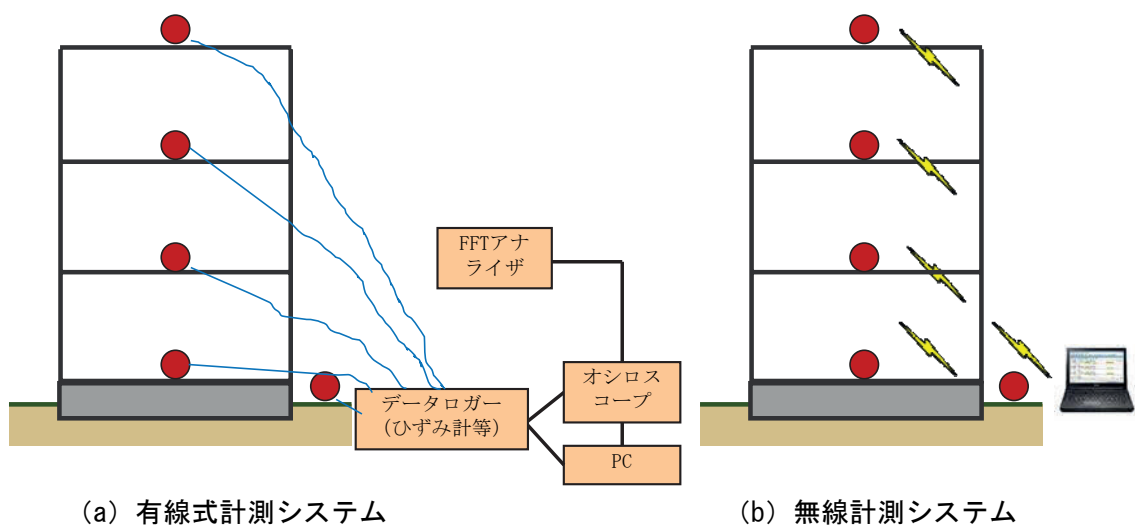 FFTアナ
ライザ
オシロス
コープ
データロガー
（ひずみ計等）
PC
（a）有線式計測システム
（b）無線計測システム